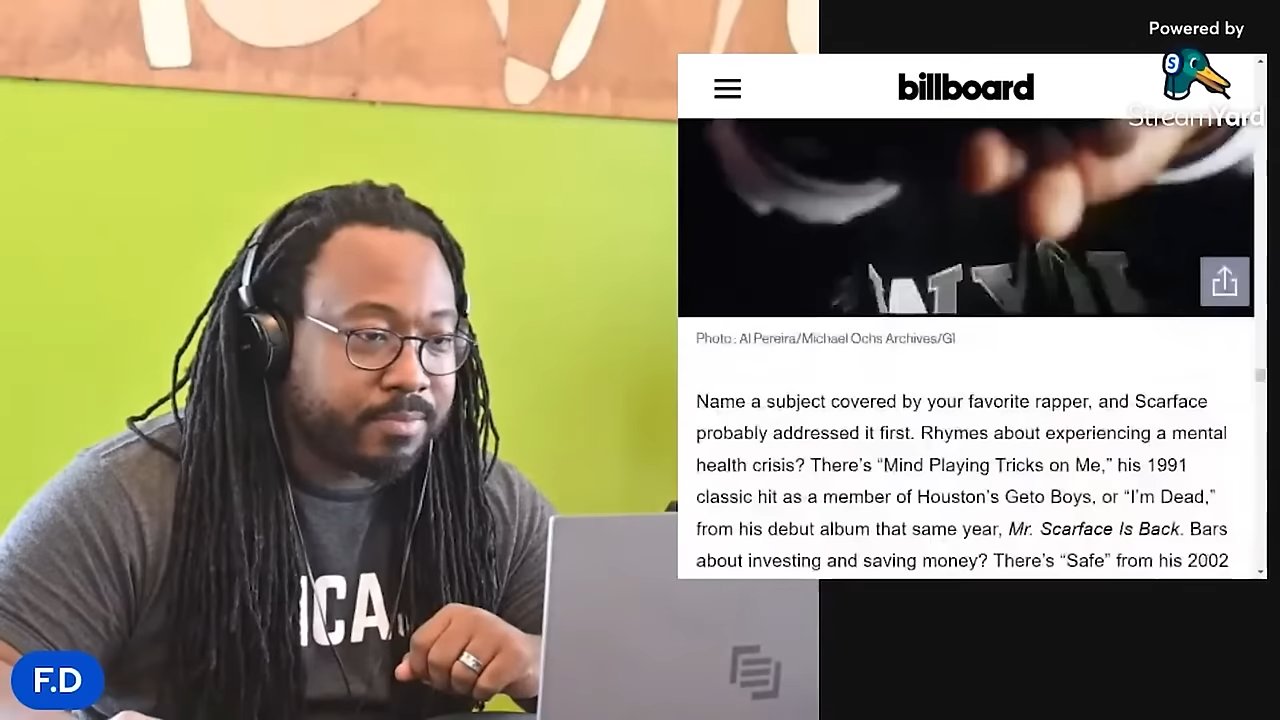 Powered by
StreamYard
S
billboard
Photo: Al Pereira/Michael Ochs Archives/GI
Name a subject covered by your favorite rapper, and Scarface
probably addressed it first. Rhymes about experiencing a mental
health crisis? There's “Mind Playing Tricks on Me,” his 1991
classic hit as a member of Houston's Geto Boys, or “I'm Dead,”
from his debut album that same year, Mr. Scarface Is Back. Bars
about investing and saving money? There's “Safe” from his 2002
ICA
F.D